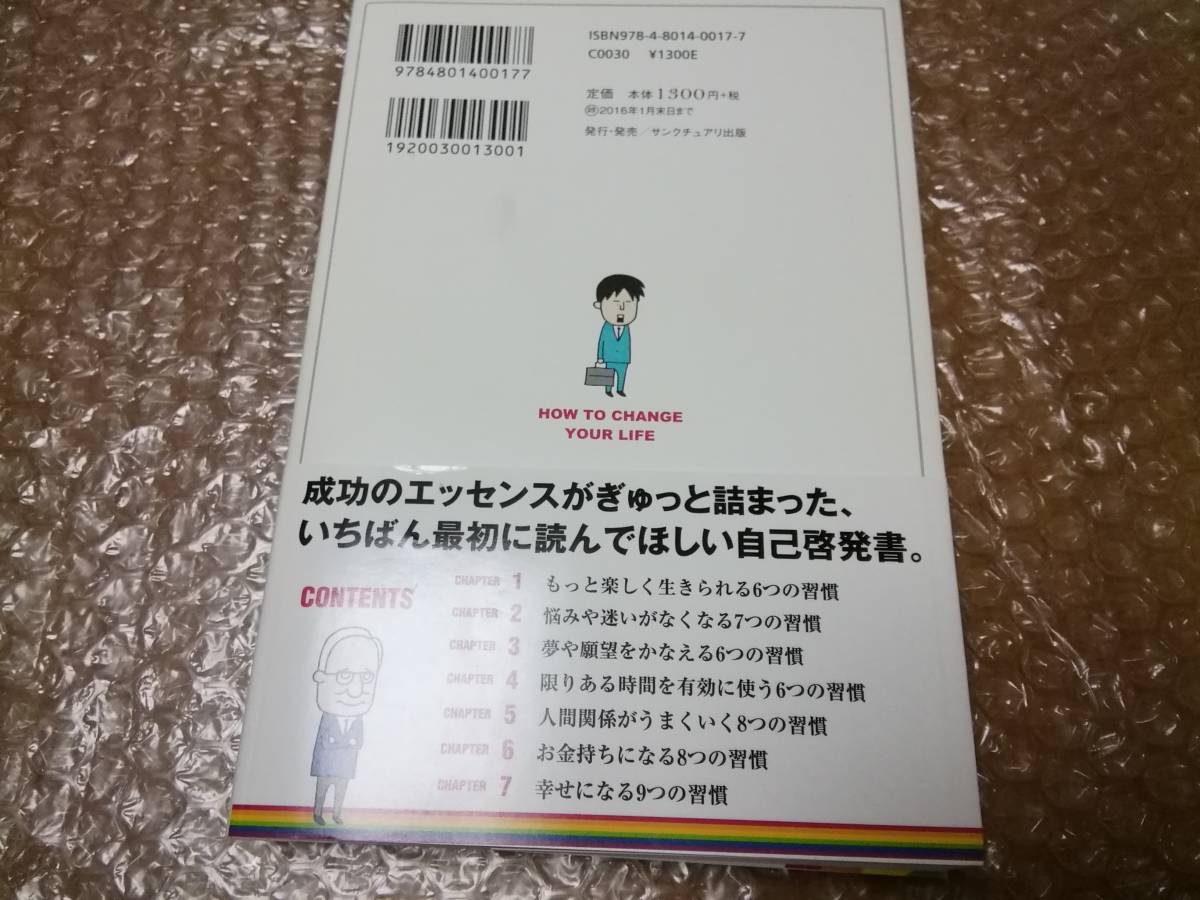 ISBN978-4-8014-0017-7
C0030 ¥1300E
9784801400177
定価 本体1300円+税
㊕2016年1月末日まで
1920030013001
発行・発売/サンクチュアリ出版
HOW TO CHANGE
YOUR LIFE
成功のエッセンスがぎゅっと詰まった、
いちばん最初に読んでほしい自己啓発書。
CONTENTS
CHAPTER 1 もっと楽しく生きられる6つの習慣
CHAPTER 2 悩みや迷いがなくなる7つの習慣
CHAPTER 3 夢や願望をかなえる6つの習慣
CHAPTER 4 限りある時間を有効に使う6つの習慣
CHAPTER 5 人間関係がうまくいく8つの習慣
CHAPTER 6 お金持ちになる8つの習慣
CHAPTER 7 幸せになる9つの習慣